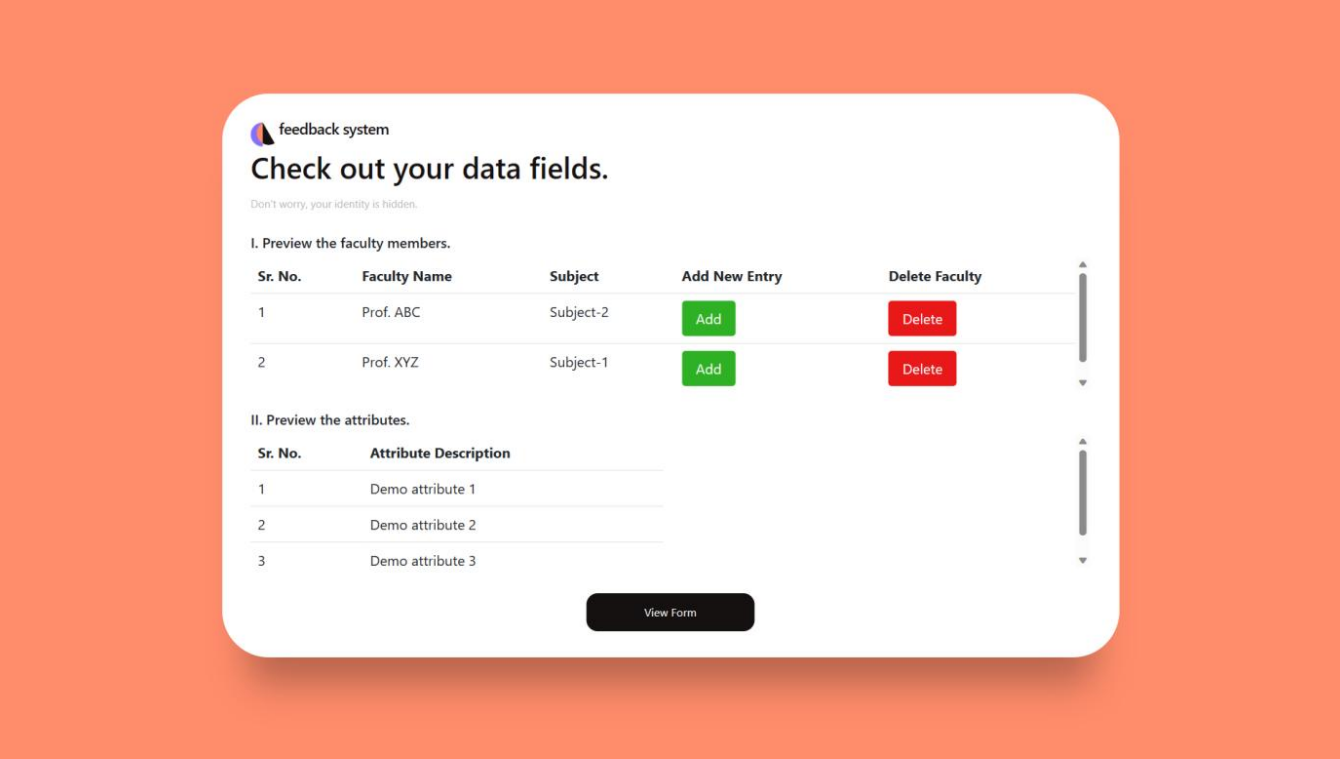 feedback system
Check out your data fields.
Don't worry, your identity is hidden.
I. Preview the faculty members.
Sr. No. Faculty Name Subject Add New Entry Delete Faculty
1 Prof. ABC Subject-2 Add Delete
2 Prof. XYZ Subject-1 Add Delete
II. Preview the attributes.
Sr. No. Attribute Description
1 Demo attribute 1
2 Demo attribute 2
3 Demo attribute 3
View Form